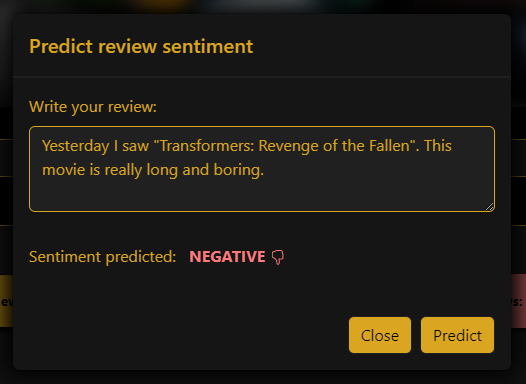 Predict review sentiment
Write your review:
Yesterday I saw "Transformers: Revenge of the Fallen". This
movie is really long and boring.
Sentiment predicted: NEGATIVE
Close Predict